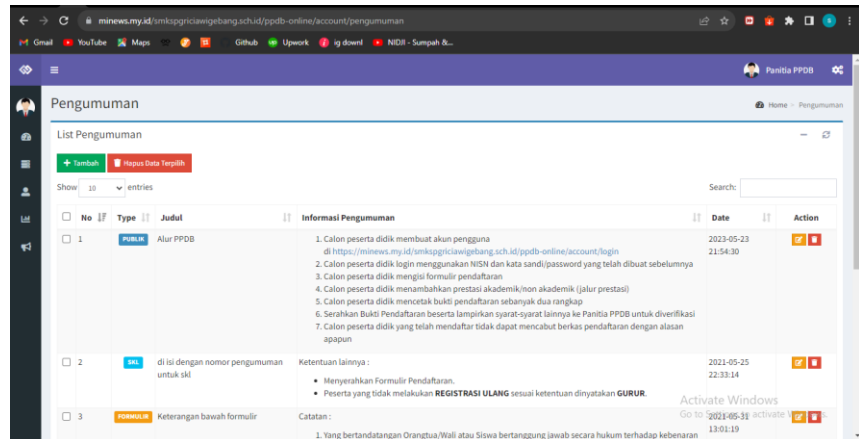 minews.my.id/smkspgriciawigebang.sch.id/ppdb-online/account/pengumuman
Gmail YouTube Maps Github Upwork ig downl NIDJI - Sumpah &...
Panitia PPDB
Pengumuman
Home > Pengumuman
List Pengumuman
+ Tambah Hapus Data Terpilih
Show 10 entries Search:
No Type Judul Informasi Pengumuman Date Action
1 PUBLIK Alur PPDB 1. Calon peserta didik membuat akun pengguna 2023-05-23
di https://minews.my.id/smkspgriciawigebang.sch.id/ppdb-online/account/login 21:54:30
2. Calon peserta didik login menggunakan NISN dan kata sandi/password yang telah dibuat sebelumnya
3. Calon peserta didik mengisi formulir pendaftaran
4. Calon peserta didik menambahkan prestasi akademik/non akademik (jalur prestasi)
5. Calon peserta didik mencetak bukti pendaftaran sebanyak dua rangkap
6. Serahkan Bukti Pendaftaran beserta lampirkan syarat-syarat lainnya ke Panitia PPDB untuk diverifikasi
7. Calon peserta didik yang telah mendaftar tidak dapat mencabut berkas pendaftaran dengan alasan
apapun
2 SKL di isi dengan nomor pengumuman Ketentuan lainnya : 2021-05-25
untuk skl 22:33:14
• Menyerahkan Formulir Pendaftaran.
• Peserta yang tidak melakukan REGISTRASI ULANG sesuai ketentuan dinyatakan GURUR.
Activate Windows
3 FORMULIR Keterangan bawah formulir Catatan : 2021-05-31
Go to Settings to activate Windows.
13:01:19
1. Yang bertandatangan Orangtua/Wali atau Siswa bertanggung jawab secara hukum terhadap kebenaran